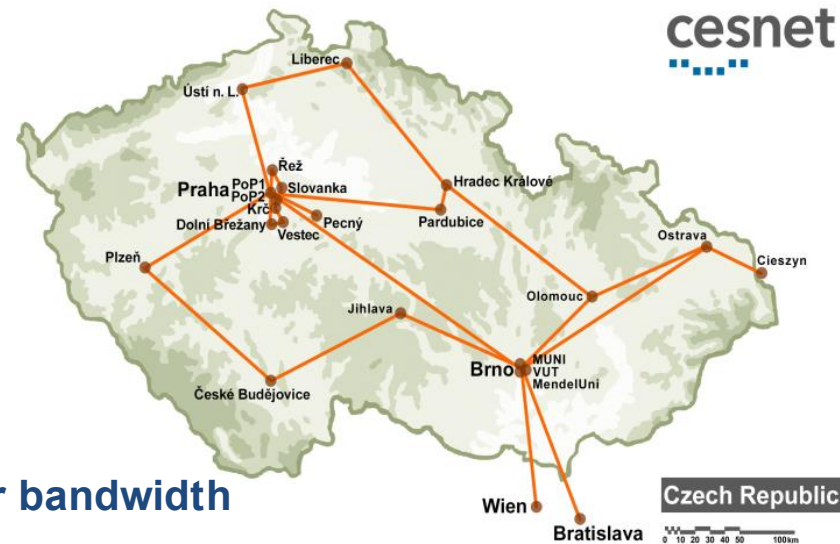 cesnet
Liberec
Ústí n. L.
Řež
Praha PoP1 Slovanka
PoP2
Krč
Hradec Králové
Pardubice
Pecný
Dolní Břežany
Vestec
Plzeň
Ostrava
Cieszyn
Olomouc
Jihlava
MUNI
Brno VUT
MendelUni
České Budějovice
r bandwidth
Wien
Czech Republic
Bratislava
0 10 20 30 40 50 100km